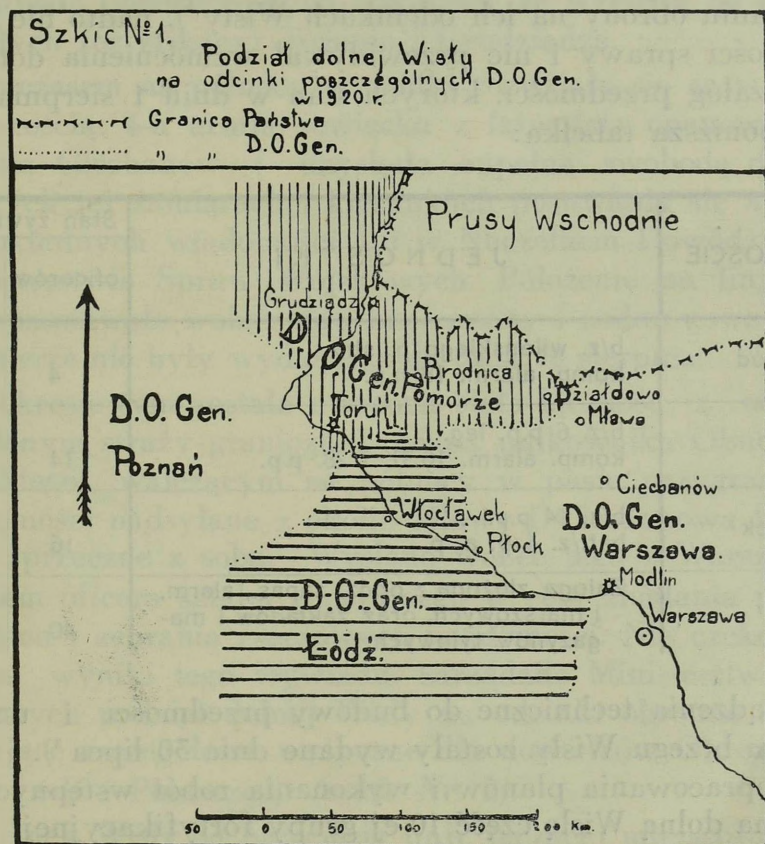 Szkic № 1.
Podział dolnej Wisły
na odcinki poszczególnych D.O.Gen.
w 1920.r.
Granica Państwa
" " D.O.Gen.
Prusy Wschodnie
Grudziądz
D.O.Gen. Pomorze
Brodnica
Działdowo
Mława
Toruń
D.O.Gen.
Poznań
Ciechanów
Włocławek
D.O.Gen.
Warszawa.
Płock
Modlin
D.O.Gen.
Łódź.
Warszawa
50 0 50 100 150 200 km.